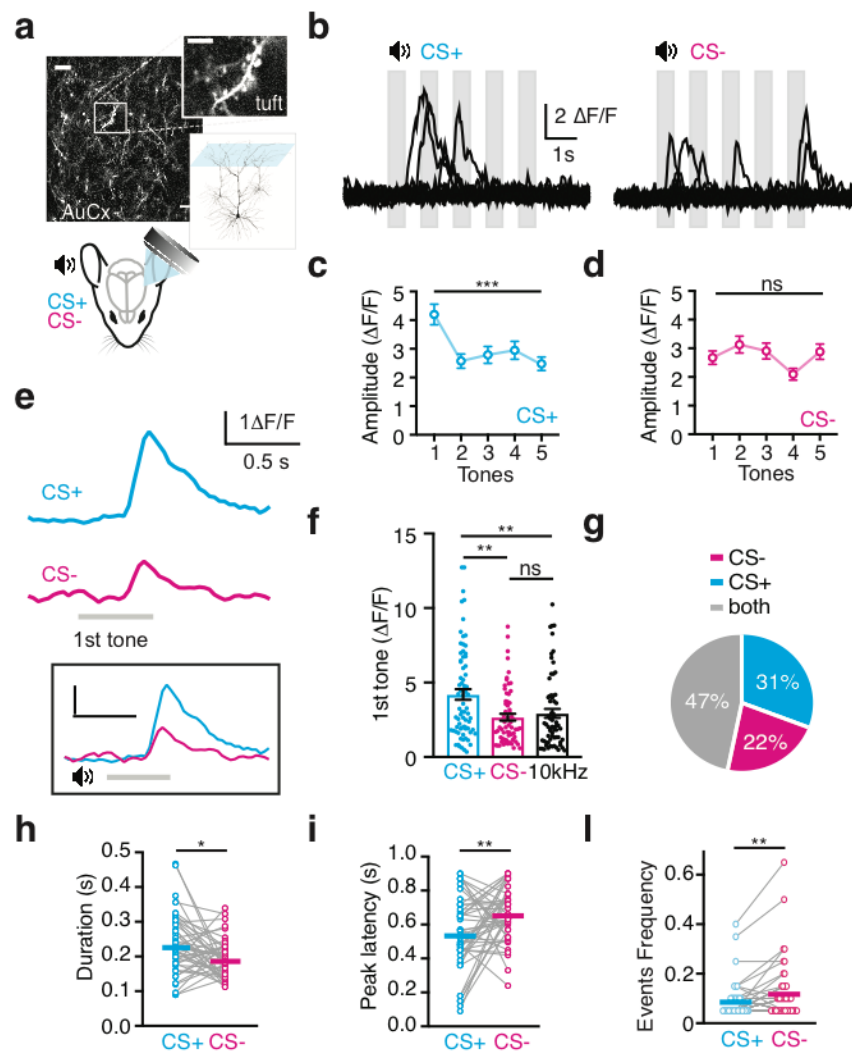 a
tuft
AuCx
CS+
CS-
b
CS+
CS-
2 ΔF/F
1s
c
***
Amplitude (ΔF/F)
5
4
3
2
1
0
1 2 3 4 5
Tones
CS+
d
ns
Amplitude (ΔF/F)
5
4
3
2
1
0
1 2 3 4 5
Tones
CS-
e
1ΔF/F
0.5 s
CS+
CS-
1st tone
f
**
** ns
1st tone (ΔF/F)
15
10
5
0
CS+ CS- 10kHz
g
CS-
CS+
both
47%
31%
22%
h
*
Duration (s)
0.5
0.4
0.3
0.2
0.1
0.0
CS+ CS-
i
**
Peak latency (s)
1.0
0.8
0.6
0.4
0.2
0.0
CS+ CS-
l
**
Events Frequency
0.6
0.4
0.2
0
CS+ CS-